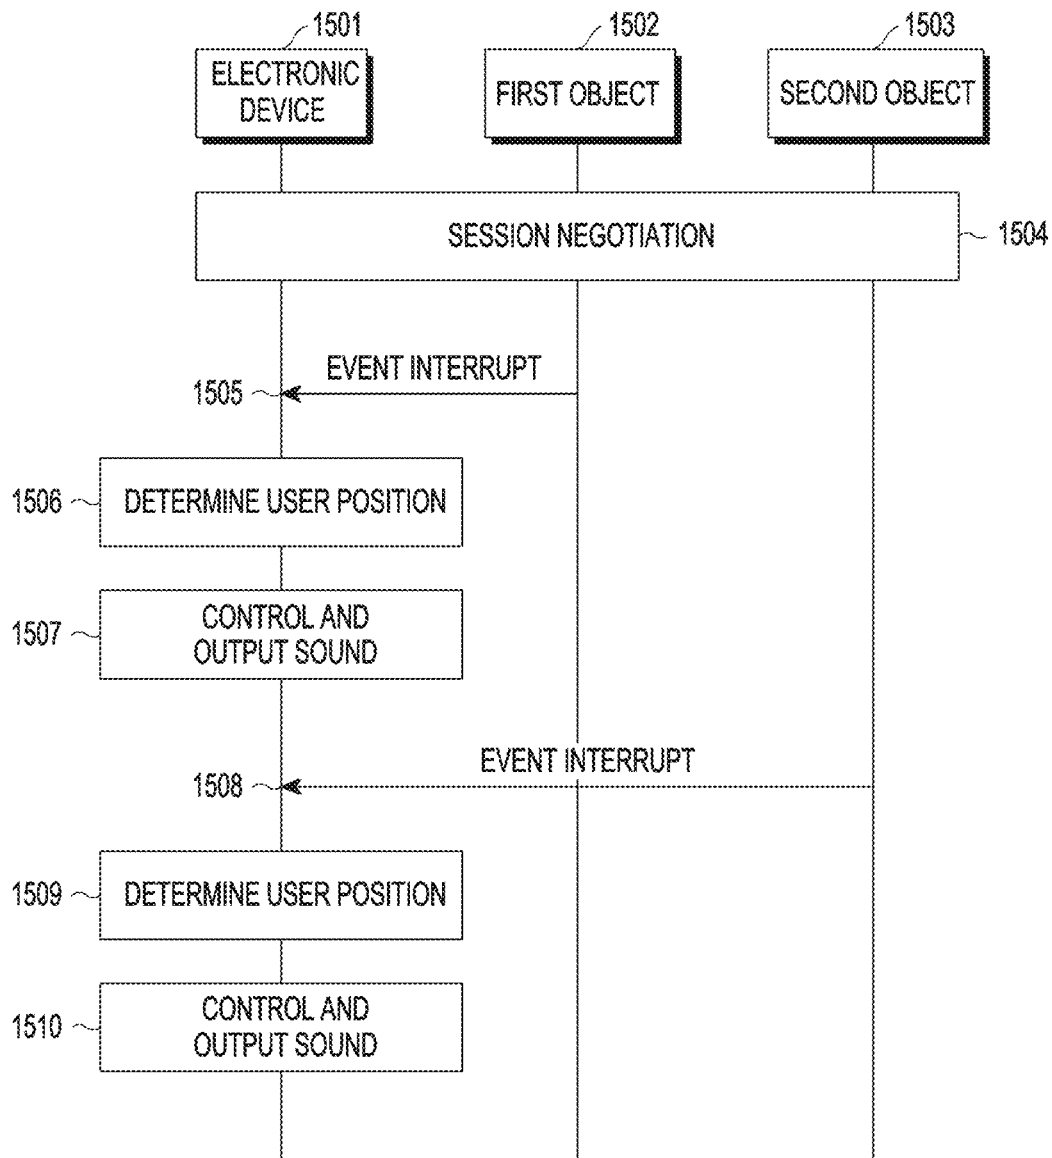 1501
1502
1503
ELECTRONIC
DEVICE
FIRST OBJECT
SECOND OBJECT
SESSION NEGOTIATION
1504
EVENT INTERRUPT
1505
1506
DETERMINE USER POSITION
1507
CONTROL AND
OUTPUT SOUND
EVENT INTERRUPT
1508
1509
DETERMINE USER POSITION
1510
CONTROL AND
OUTPUT SOUND